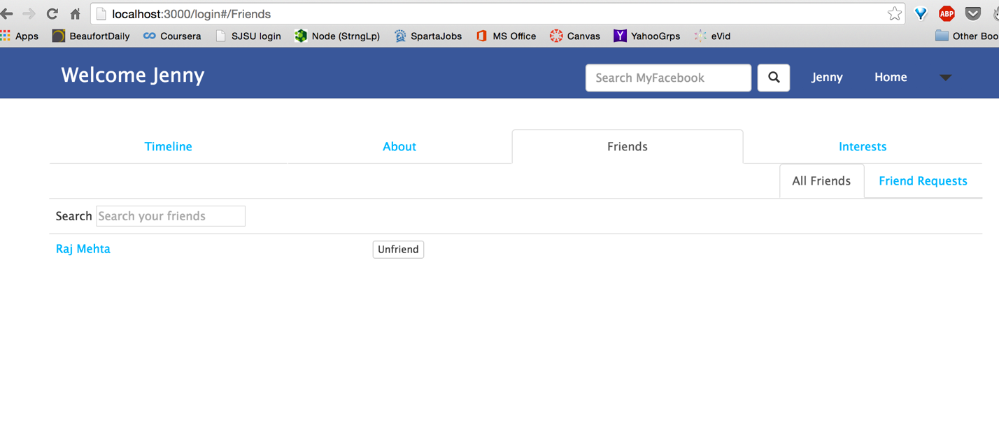 localhost:3000/login#/Friends
ABP
Apps BeaufortDaily Coursera SJSU login Node (StrngLp) SpartaJobs MS Office Canvas Y YahooGrps eVid Other Boo
Welcome Jenny Search MyFacebook Jenny Home
Timeline About Friends Interests
All Friends Friend Requests
Search Search your friends
Raj Mehta Unfriend